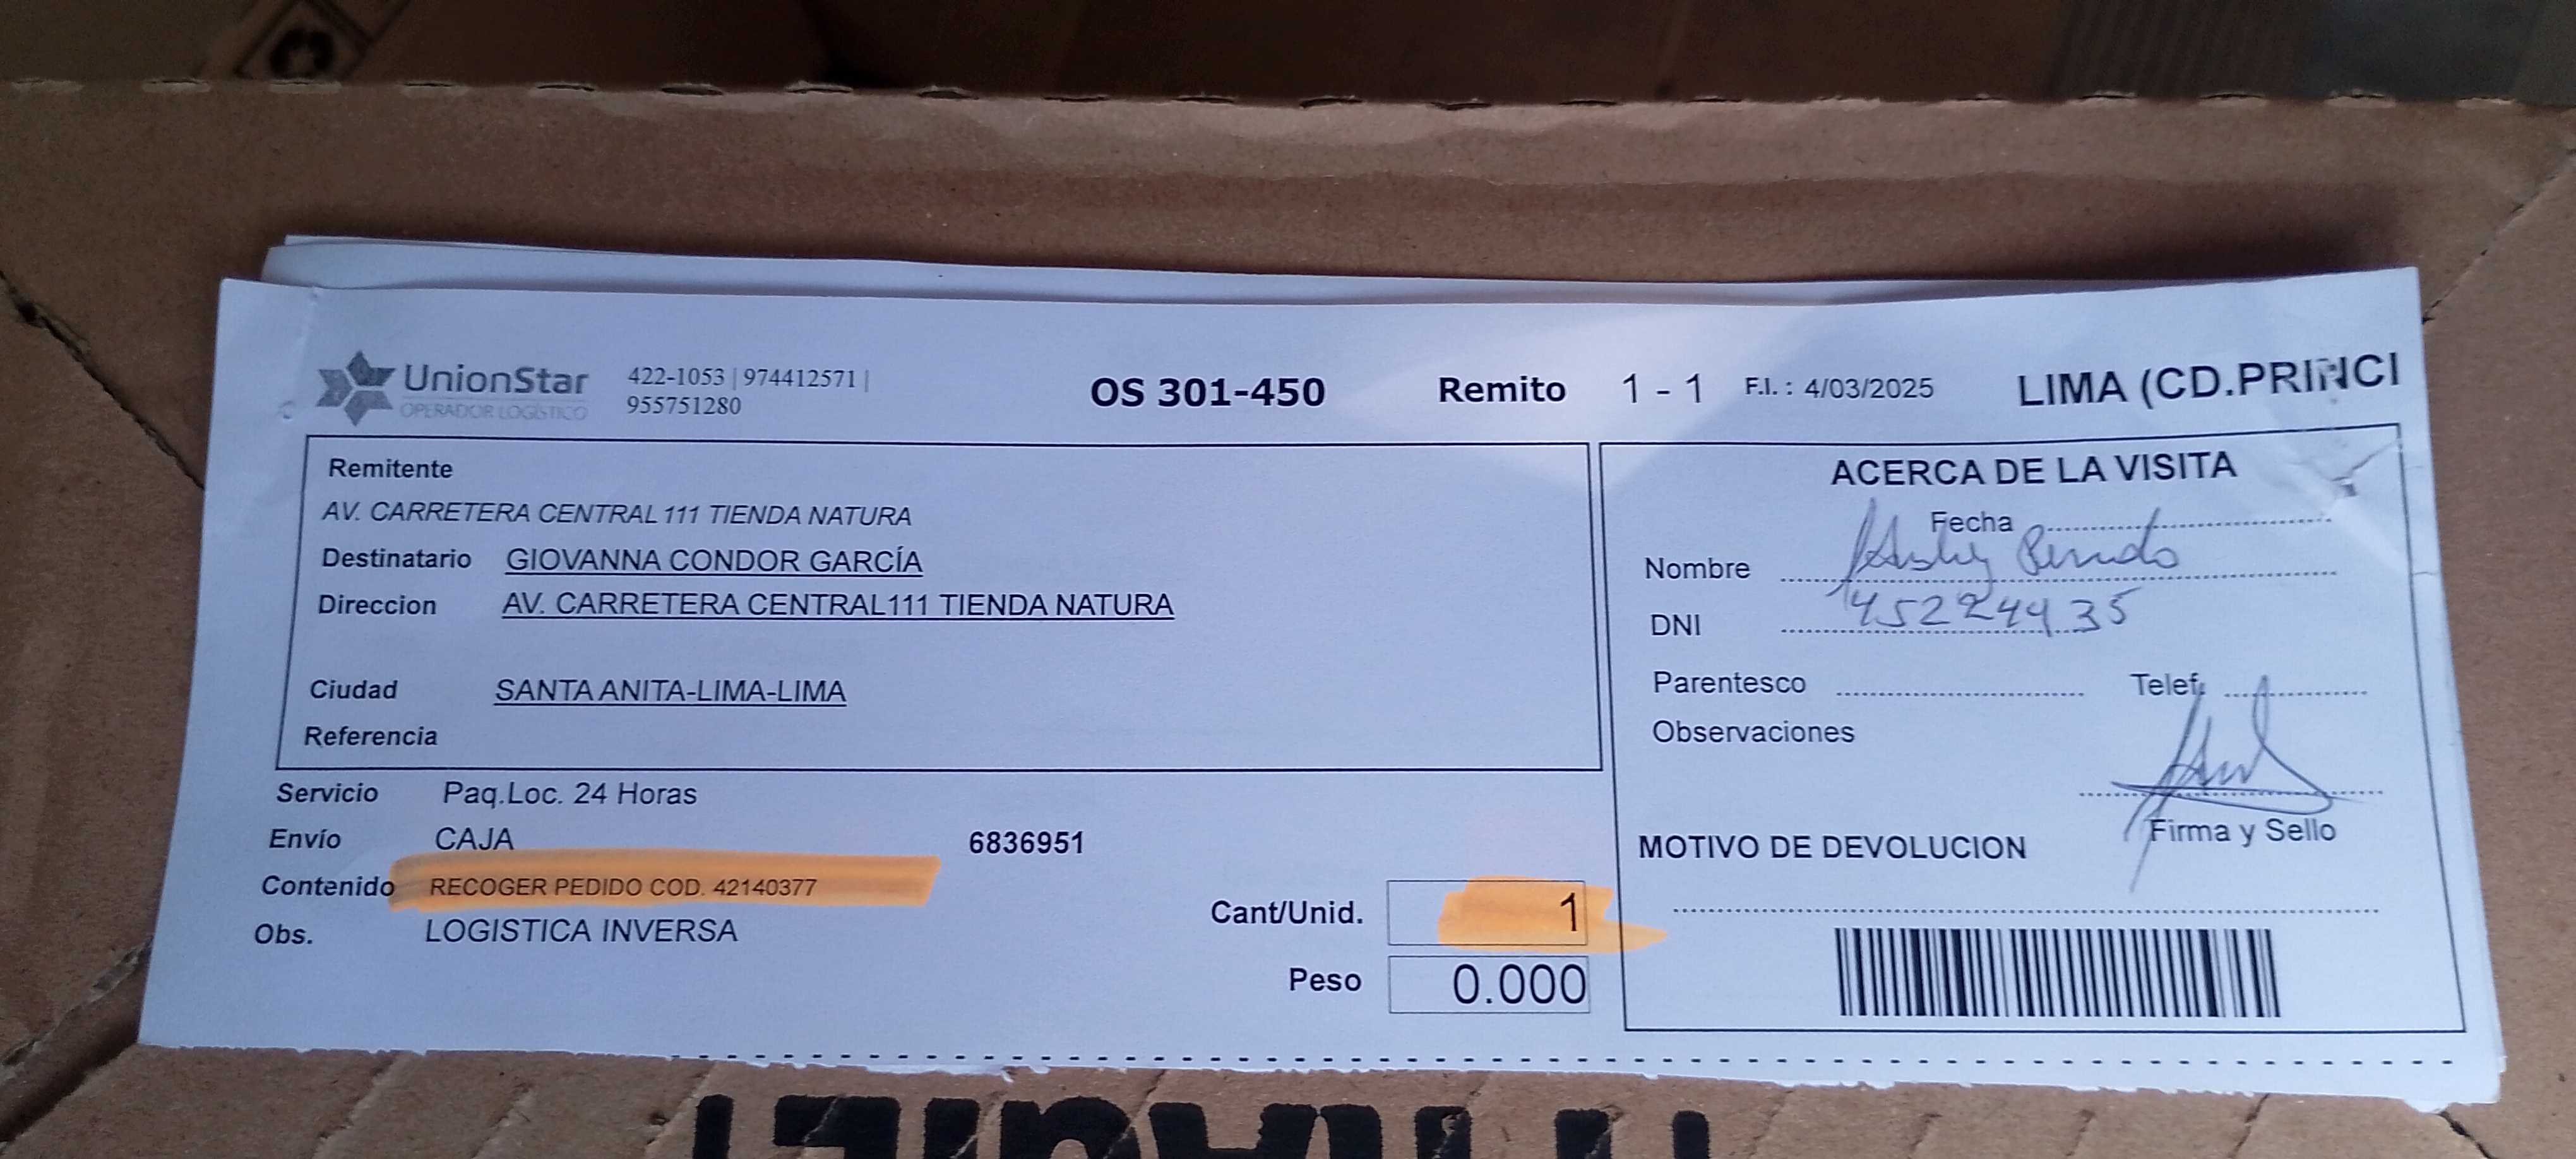 UnionStar
OPERADOR LOGISTICO
422-1053 | 974412571 |
955751280
OS 301-450 Remito 1 - 1 F.I. : 4/03/2025 LIMA (CD.PRINCI
Remitente
AV. CARRETERA CENTRAL 111 TIENDA NATURA
Destinatario GIOVANNA CONDOR GARCÍA
Direccion AV. CARRETERA CENTRAL111 TIENDA NATURA
Ciudad SANTA ANITA-LIMA-LIMA
Referencia
Servicio Paq.Loc. 24 Horas
Envío CAJA 6836951
Contenido RECOGER PEDIDO COD. 42140377
Obs. LOGISTICA INVERSA
Cant/Unid. 1
Peso 0.000
ACERCA DE LA VISITA
Fecha
Nombre
DNI 45224935
Parentesco Telef.
Observaciones
Firma y Sello
MOTIVO DE DEVOLUCION